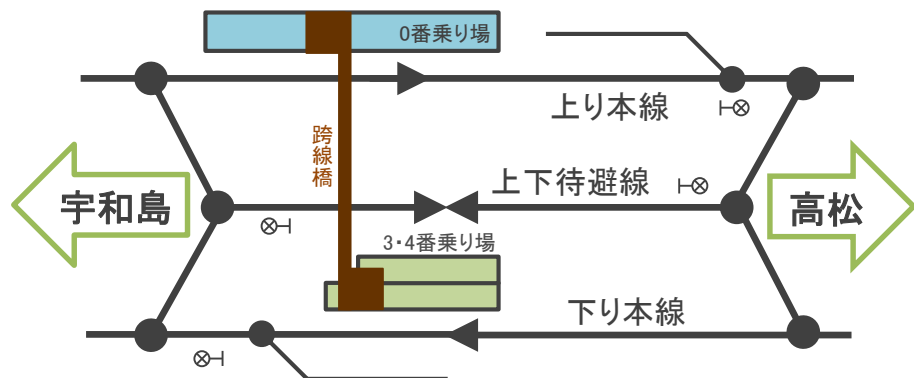 0番乗り場
上り本線
跨線橋
上下待避線
宇和島
高松
3・4番乗り場
下り本線